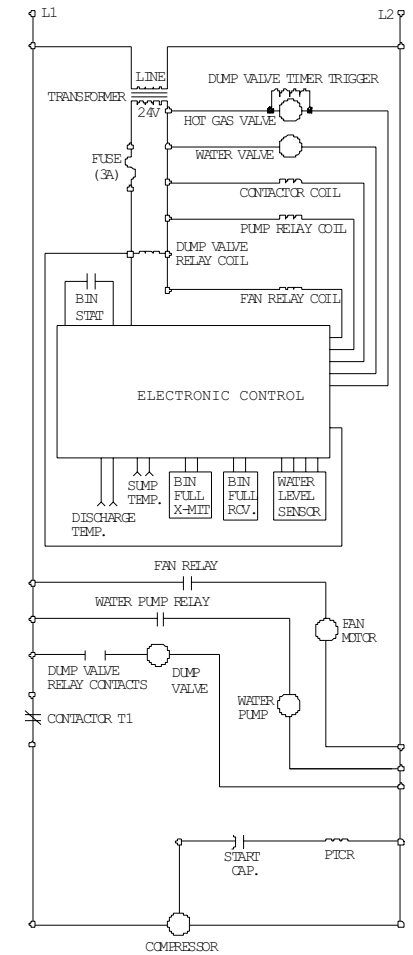 L1
L2
LINE
DUMP VALVE TIMER TRIGGER
TRANSFORMER
24V
HOT GAS VALVE
FUSE
(3A)
WATER VALVE
CONTACTOR COIL
PUMP RELAY COIL
DUMP VALVE
RELAY COIL
BIN
STAT
FAN RELAY COIL
ELECTRONIC CONTROL
DISCHARGE
TEMP.
SUMP
TEMP.
BIN
FULL
X-MIT
BIN
FULL
RCV.
WATER
LEVEL
SENSOR
FAN RELAY
WATER PUMP RELAY
FAN
MOTOR
DUMP VALVE
RELAY CONTACTS
DUMP
VALVE
WATER
PUMP
CONTACTOR T1
START
CAP.
PTCR
COMPRESSOR